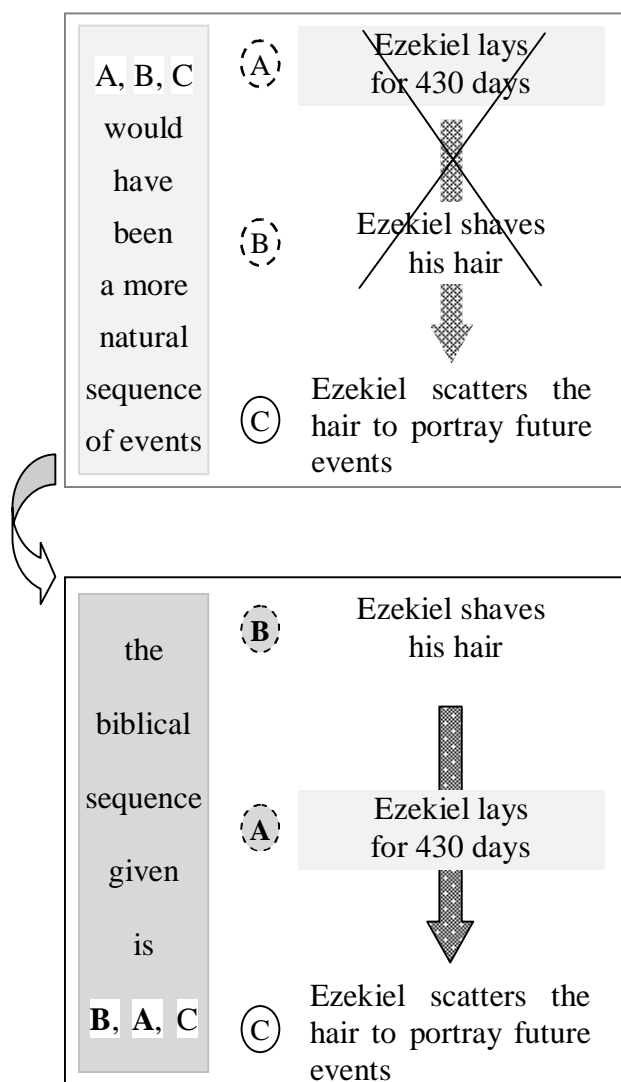 A, B, C
would
have
been
a more
natural
sequence
of events
A
Ezekiel lays
for 430 days
B
Ezekiel shaves
his hair
C
Ezekiel scatters the
hair to portray future
events
the
biblical
sequence
given
is
B, A, C
B
Ezekiel shaves
his hair
A
Ezekiel lays
for 430 days
C
Ezekiel scatters the
hair to portray future
events